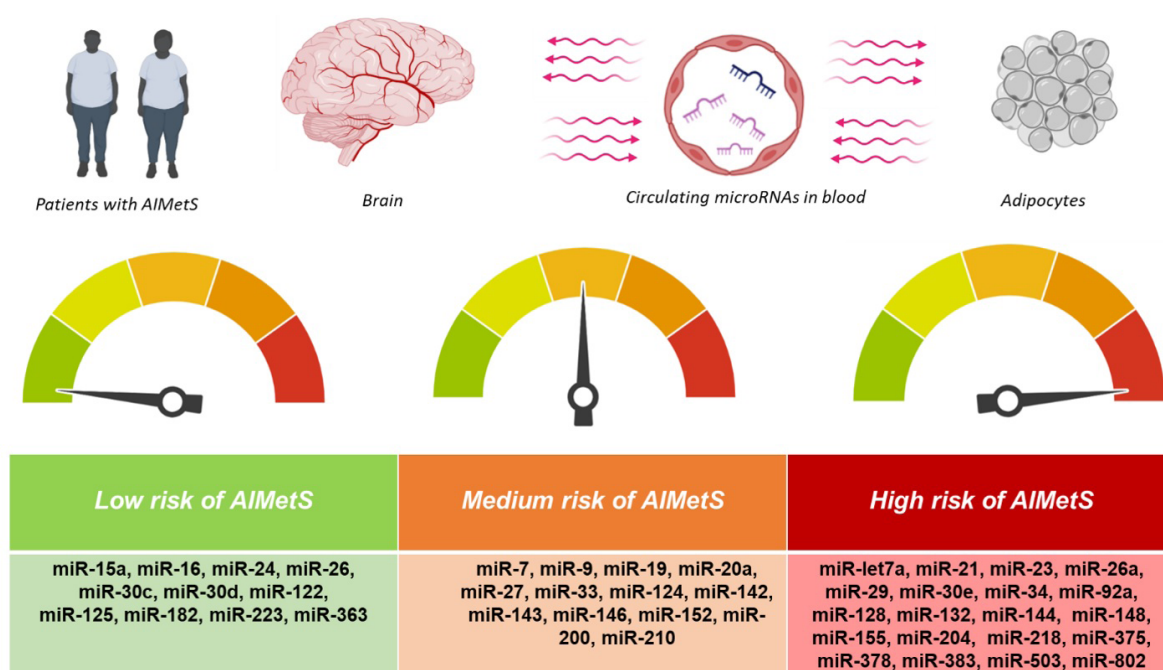 Patients with AIMetS
Brain
Circulating microRNAs in blood
Adipocytes
Low risk of AIMetS
Medium risk of AIMetS
High risk of AIMetS
miR-15a, miR-16, miR-24, miR-26,
miR-30c, miR-30d, miR-122,
miR-125, miR-182, miR-223, miR-363
miR-7, miR-9, miR-19, miR-20a,
miR-27, miR-33, miR-124, miR-142,
miR-143, miR-146, miR-152, miR-
200, miR-210
miR-let7a, miR-21, miR-23, miR-26a,
miR-29, miR-30e, miR-34, miR-92a,
miR-128, miR-132, miR-144, miR-148,
miR-155, miR-204, miR-218, miR-375,
miR-378, miR-383, miR-503, miR-802